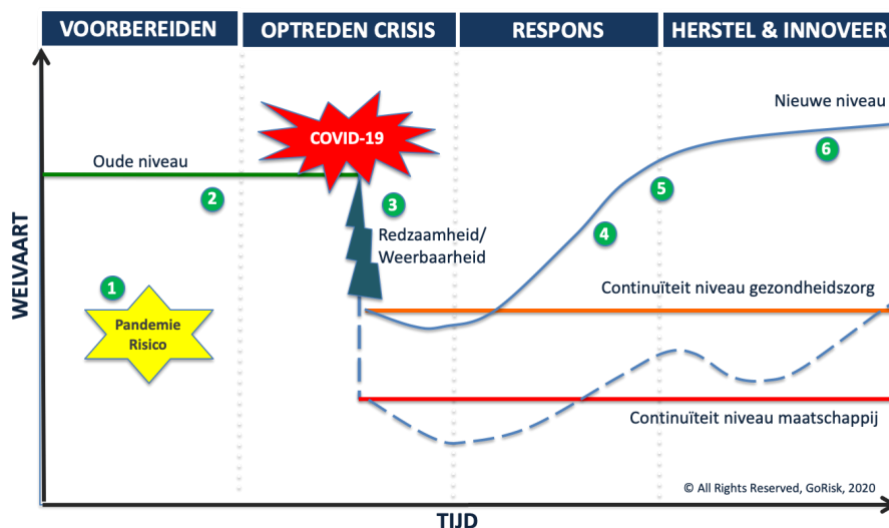 VOORBEREIDEN
OPTREDEN CRISIS
RESPONS
HERSTEL & INNOVEER
Nieuwe niveau
COVID-19
Oude niveau
6
5
2
3
Redzaamheid/
Weerbaarheid
4
WELVAART
1
Continuïteit niveau gezondheidszorg
Pandemie
Risico
Continuïteit niveau maatschappij
© All Rights Reserved, GoRisk, 2020
TIJD